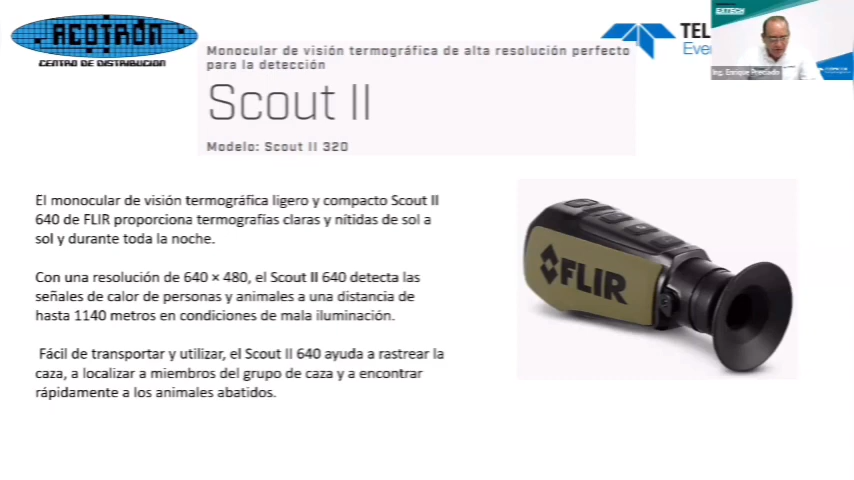 ACOTRÓN
CENTRO DE DISTRIBUCIÓN
TEL
Ever
EXTECH
Ing. Enrique Preciado
Monocular de visión termográfica de alta resolución perfecto
para la detección
Scout II
Modelo: Scout II 320
El monocular de visión termográfica ligero y compacto Scout II
640 de FLIR proporciona termografías claras y nítidas de sol a
sol y durante toda la noche.
Con una resolución de 640 × 480, el Scout II 640 detecta las
señales de calor de personas y animales a una distancia de
hasta 1140 metros en condiciones de mala iluminación.
Fácil de transportar y utilizar, el Scout II 640 ayuda a rastrear la
caza, a localizar a miembros del grupo de caza y a encontrar
rápidamente a los animales abatidos.
FLIR